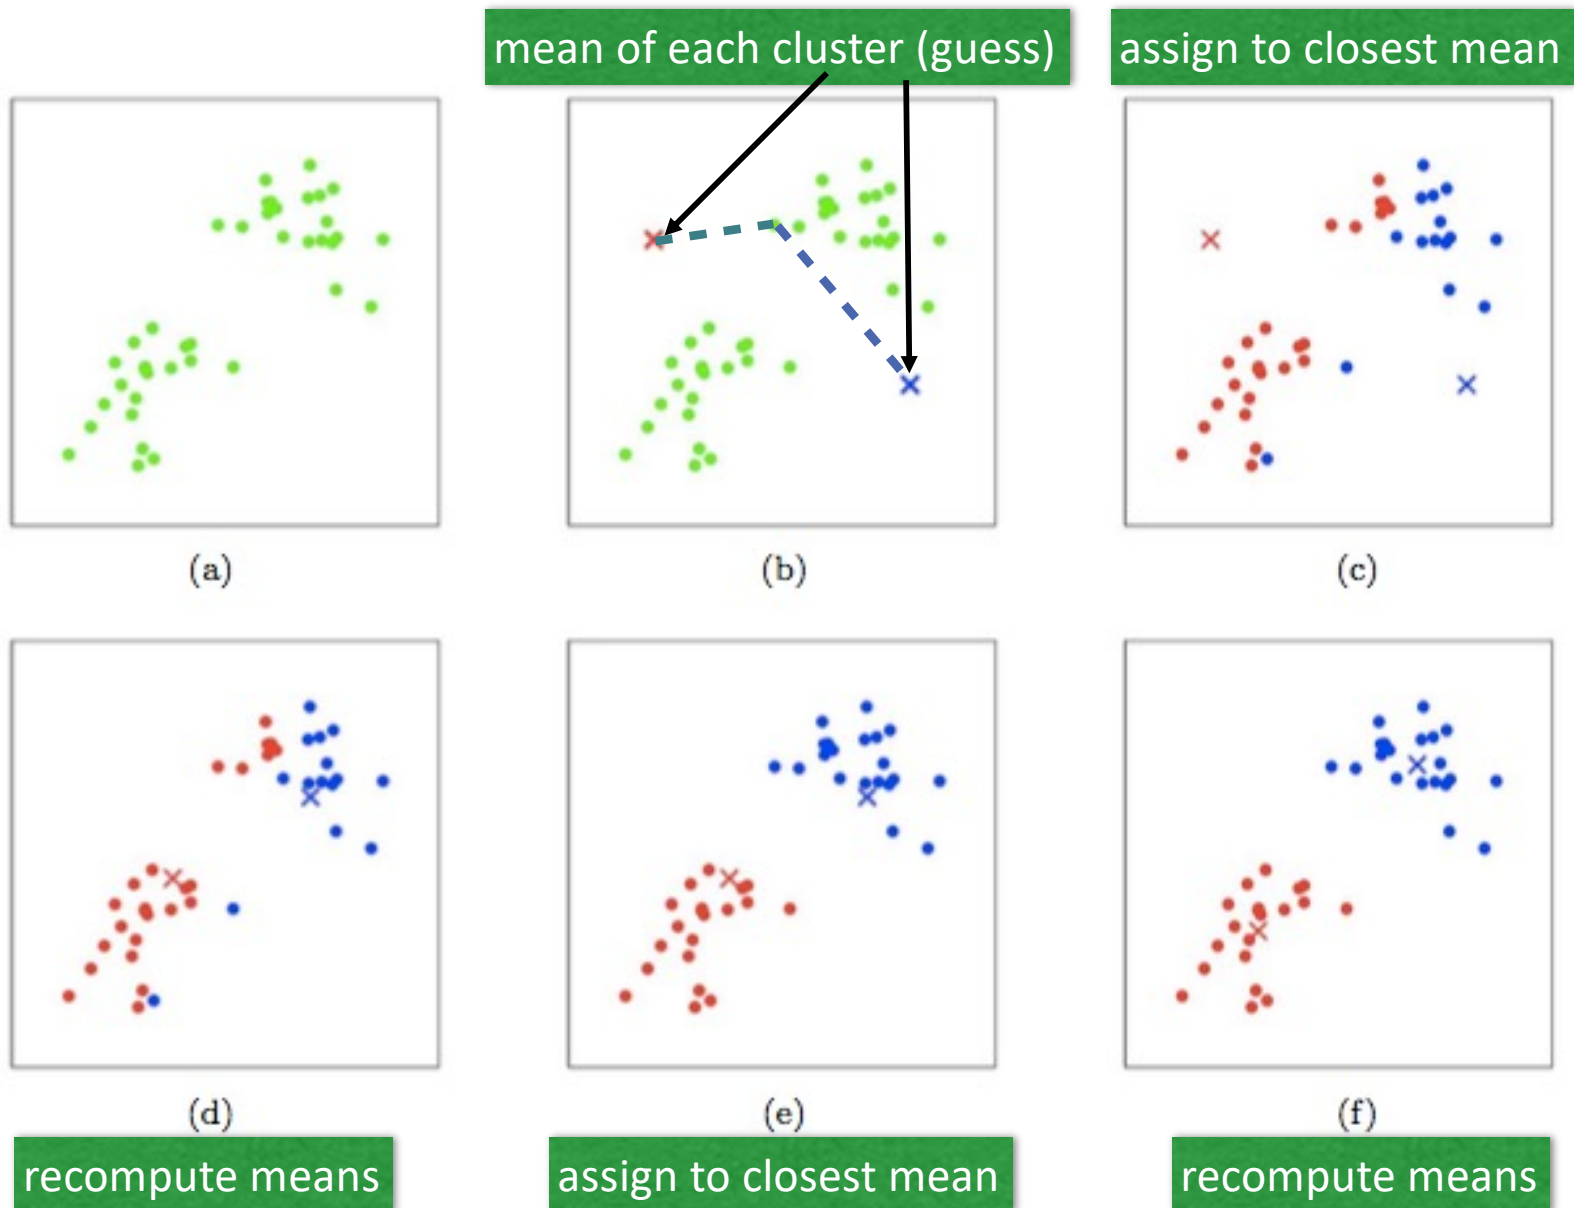 mean of each cluster (guess)
assign to closest mean
(a)
(b)
(c)
(d)
(e)
(f)
recompute means
assign to closest mean
recompute means